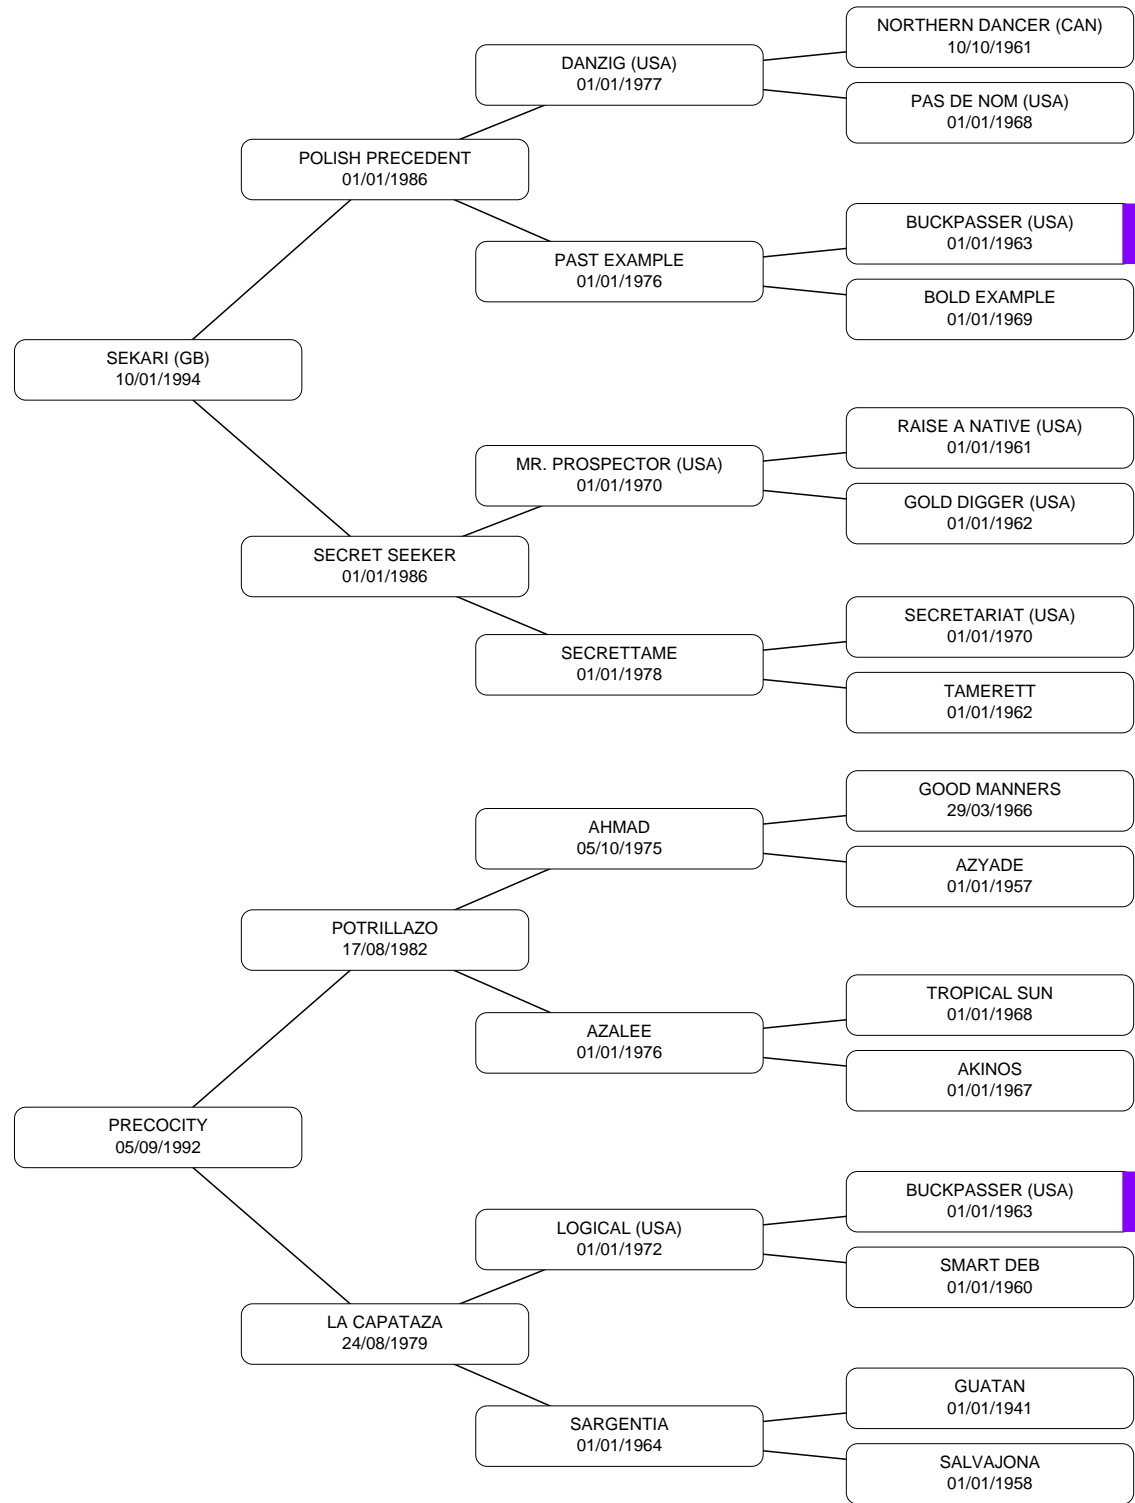 NORTHERN DANCER (CAN)
10/10/1961
DANZIG (USA)
01/01/1977
PAS DE NOM (USA)
01/01/1968
POLISH PRECEDENT
01/01/1986
BUCKPASSER (USA)
01/01/1963
PAST EXAMPLE
01/01/1976
BOLD EXAMPLE
01/01/1969
SEKARI (GB)
10/01/1994
RAISE A NATIVE (USA)
01/01/1961
MR. PROSPECTOR (USA)
01/01/1970
GOLD DIGGER (USA)
01/01/1962
SECRET SEEKER
01/01/1986
SECRETARIAT (USA)
01/01/1970
SECRETTAME
01/01/1978
TAMERETT
01/01/1962
GOOD MANNERS
29/03/1966
AHMAD
05/10/1975
AZYADE
01/01/1957
POTRILLAZO
17/08/1982
TROPICAL SUN
01/01/1968
AZALEE
01/01/1976
AKINOS
01/01/1967
PRECOCITY
05/09/1992
BUCKPASSER (USA)
01/01/1963
LOGICAL (USA)
01/01/1972
SMART DEB
01/01/1960
LA CAPATAZA
24/08/1979
GUATAN
01/01/1941
SARGENTIA
01/01/1964
SALVAJONA
01/01/1958